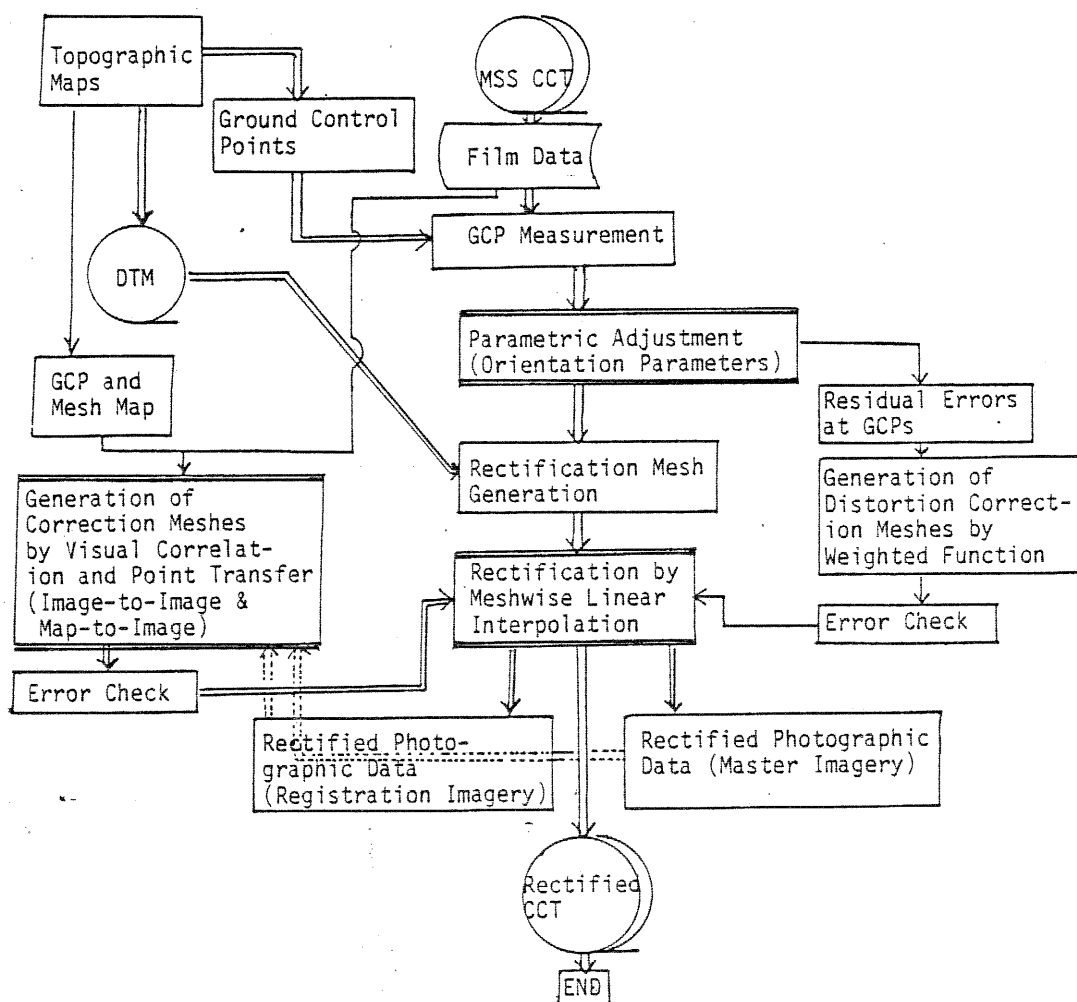 Topographic
Maps
MSS CCT
Ground Control
Points
Film Data
GCP Measurement
DTM
Parametric Adjustment
(Orientation Parameters)
GCP and
Mesh Map
Residual Errors
at GCPs
Rectification Mesh
Generation
Generation of
Distortion Correct-
ion Meshes by
Weighted Function
Generation of
Correction Meshes
by Visual Correlat-
ion and Point Transfer
(Image-to-Image &
Map-to-Image)
Rectification by
Meshwise Linear
Interpolation
Error Check
Error Check
Rectified Photo-
graphic Data
(Registration Imagery)
Rectified Photographic
Data (Master Imagery)
Rectified
CCT
END